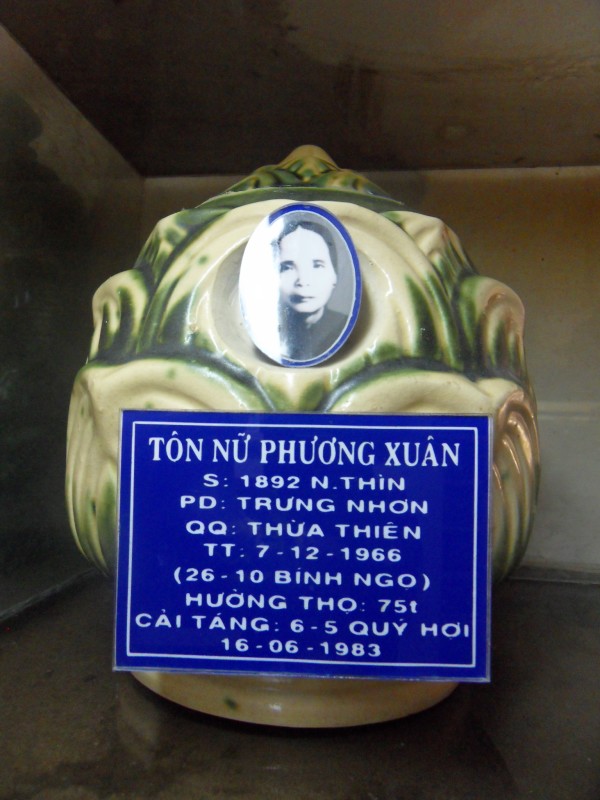 TÔN NỮ PHƯƠNG XUÂN
S: 1892 N.THÌN
PD: TRƯNG NHƠN
QQ: THỪA THIÊN
TT: 7-12-1966
(26-10 BÍNH NGỌ)
HƯỞNG THỌ: 75t
CẢI TÁNG: 6-5 QUÝ HỢI
16-06-1983